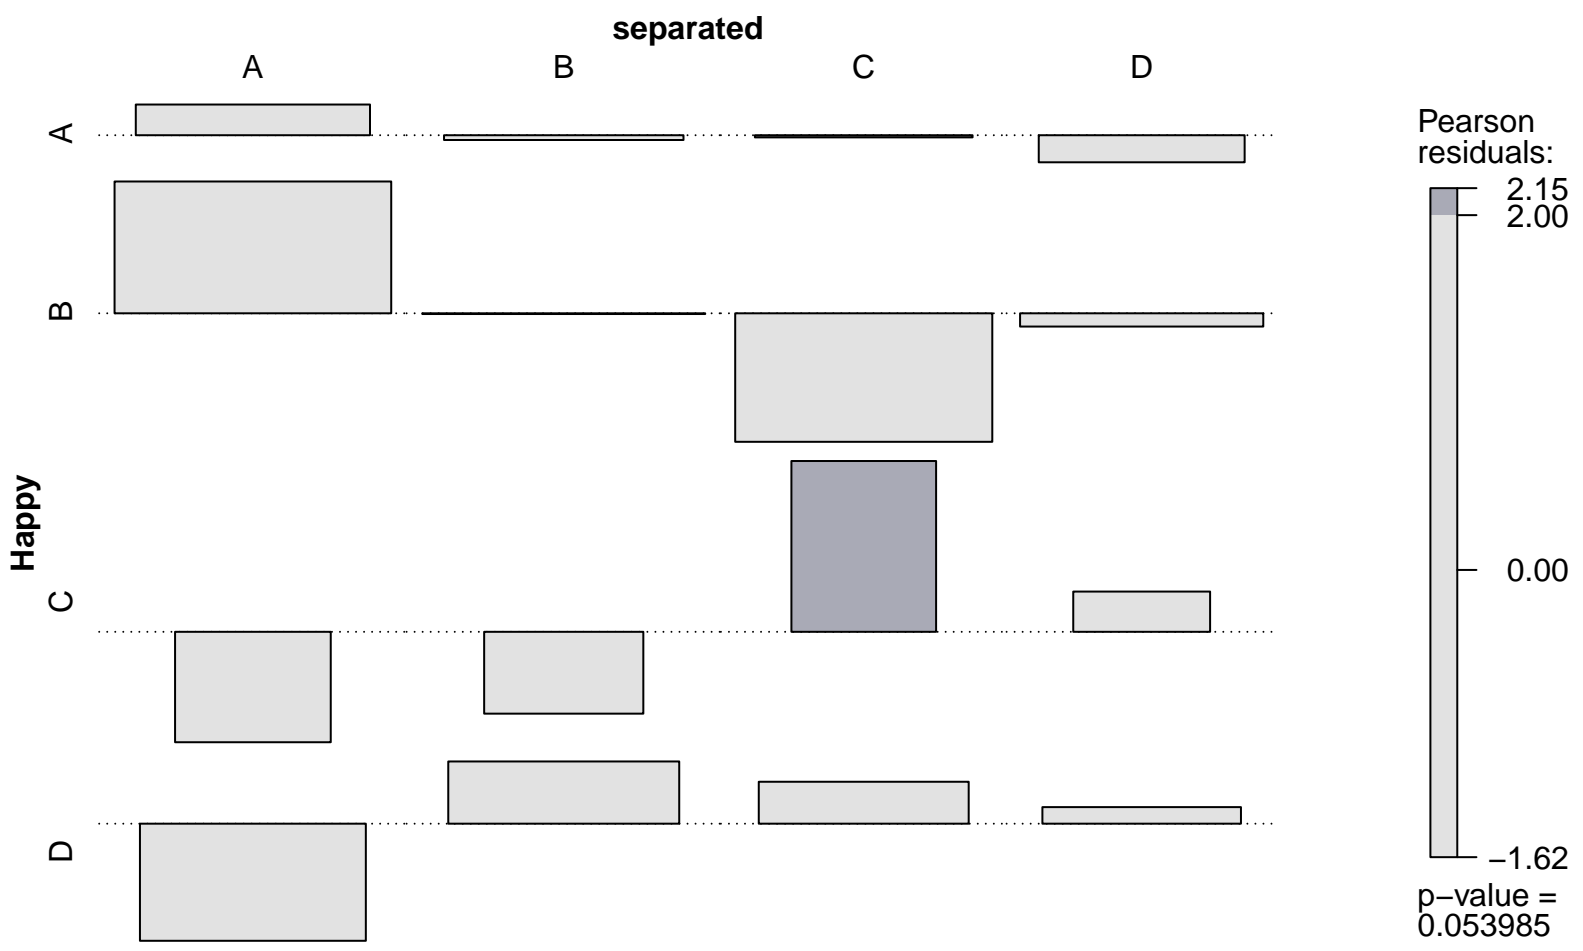 separated
A B C D
A
B
C
D
Happy
Pearson
residuals:
2.15
2.00
0.00
−1.62
p−value =
0.053985